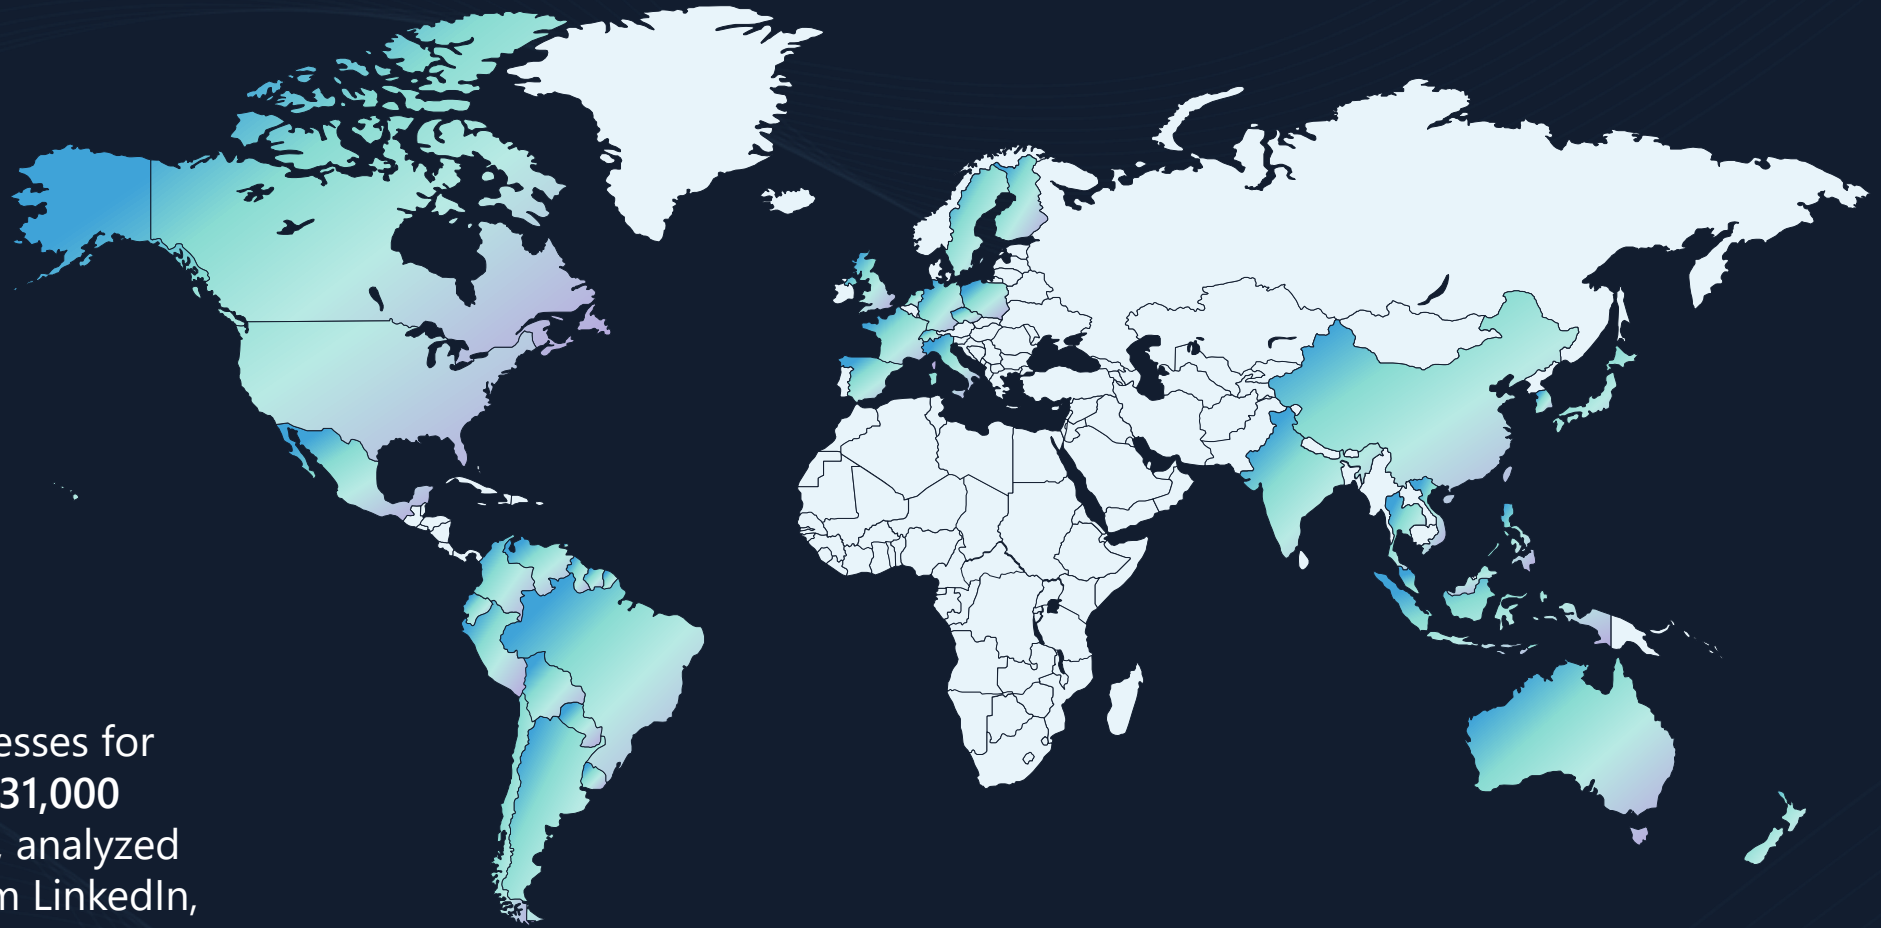 esses for
31,000
, analyzed
m LinkedIn,